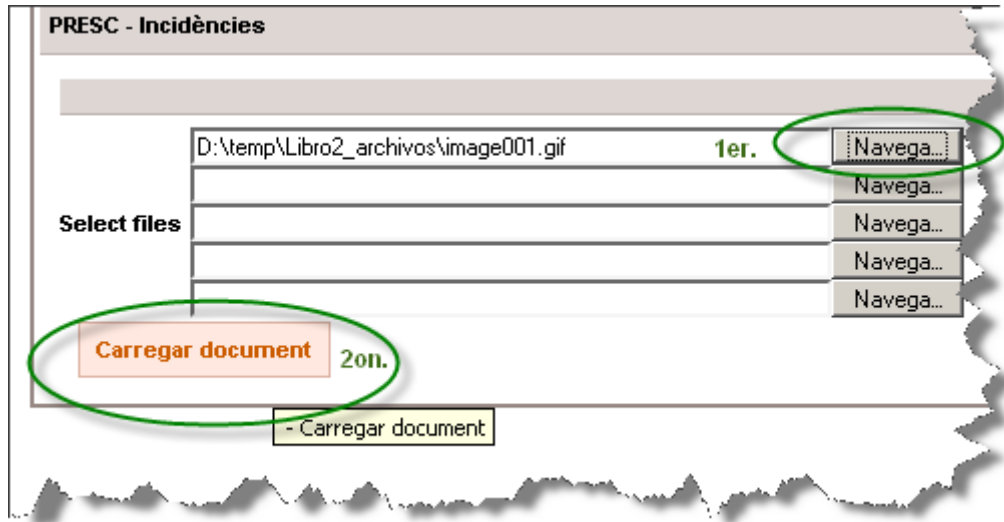 PRESC - Incidències
D:\temp\Libro2_archivos\image001.gif 1er. Navega...
Navega...
Select files Navega...
Navega...
Navega...
Carregar document 2on.
- Carregar document